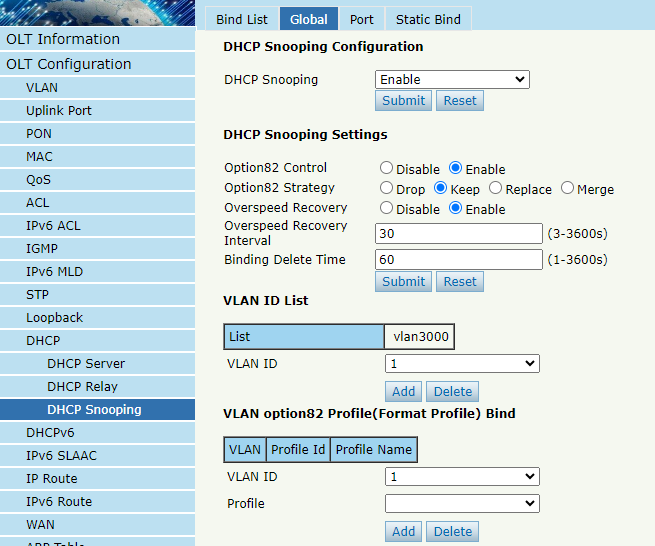 Bind List Global Port Static Bind
OLT Information
OLT Configuration
VLAN
Uplink Port
PON
MAC
QoS
ACL
IPv6 ACL
IGMP
IPv6 MLD
STP
Loopback
DHCP
DHCP Server
DHCP Relay
DHCP Snooping
DHCPv6
IPv6 SLAAC
IP Route
IPv6 Route
WAN
ARP Table
DHCP Snooping Configuration
DHCP Snooping Enable
Submit Reset
DHCP Snooping Settings
Option82 Control Disable Enable
Option82 Strategy Drop Keep Replace Merge
Overspeed Recovery Disable Enable
Overspeed Recovery
Interval 30 (3-3600s)
Binding Delete Time 60 (1-3600s)
Submit Reset
VLAN ID List
List vlan3000
VLAN ID 1
Add Delete
VLAN option82 Profile(Format Profile) Bind
VLAN Profile Id Profile Name
VLAN ID 1
Profile
Add Delete